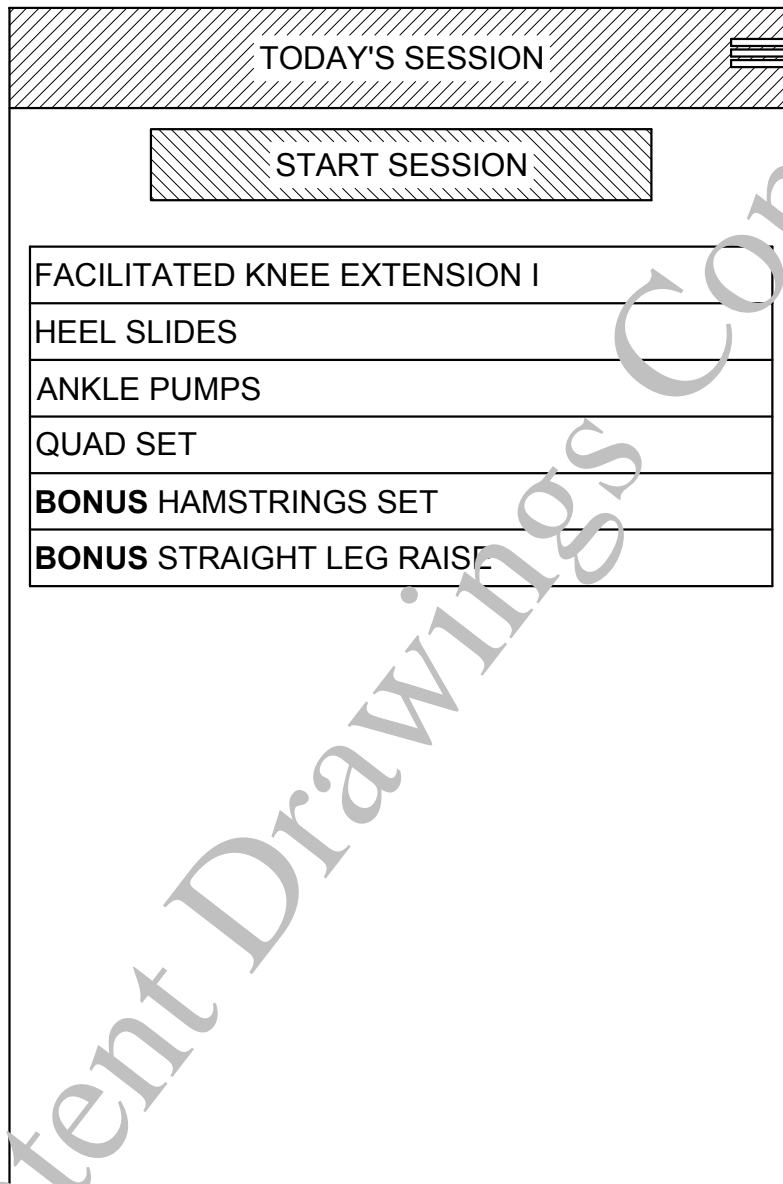 TODAY'S SESSION
START SESSION
FACILITATED KNEE EXTENSION I
HEEL SLIDES
ANKLE PUMPS
QUAD SET
BONUS HAMSTRINGS SET
BONUS STRAIGHT LEG RAISE
Drawings